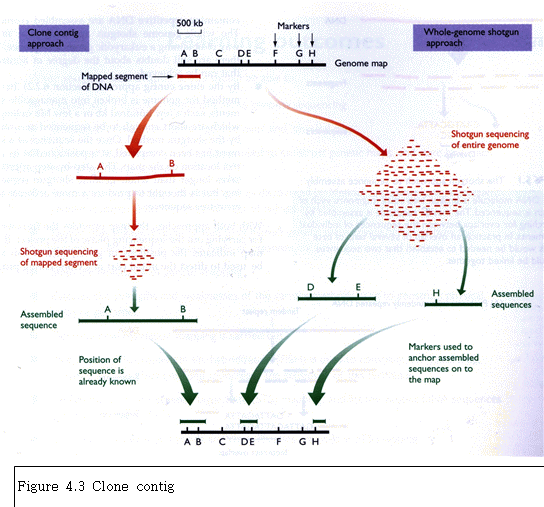 Clone contig
approach
500 kb
Markers
Whole-genome shotgun
approach
A B C D E F G H
Genome map
Mapped segment
of DNA
Shotgun sequencing
of entire genome
A B
Shotgun sequencing
of mapped segment
D E
H
Assembled
sequences
A B
Assembled
sequence
Position of
sequence is
already known
Markers used to
anchor assembled
sequences on to
the map
A B C D E F G H
Figure 4.3 Clone contig